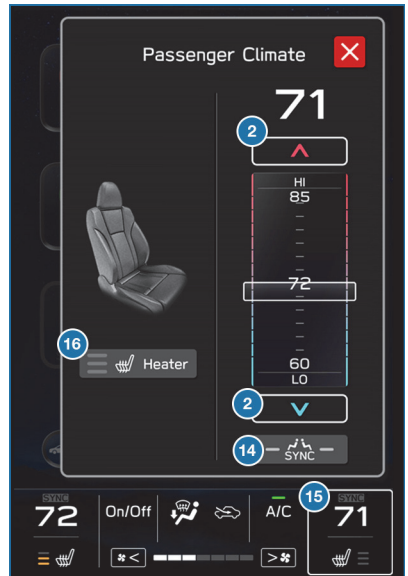 Passenger Climate
71
2
HI
85
72
60
LO
2
16
Heater
14
SYNC
15
SYNC
72
On/Off
A/C
SYNC
71
<
>